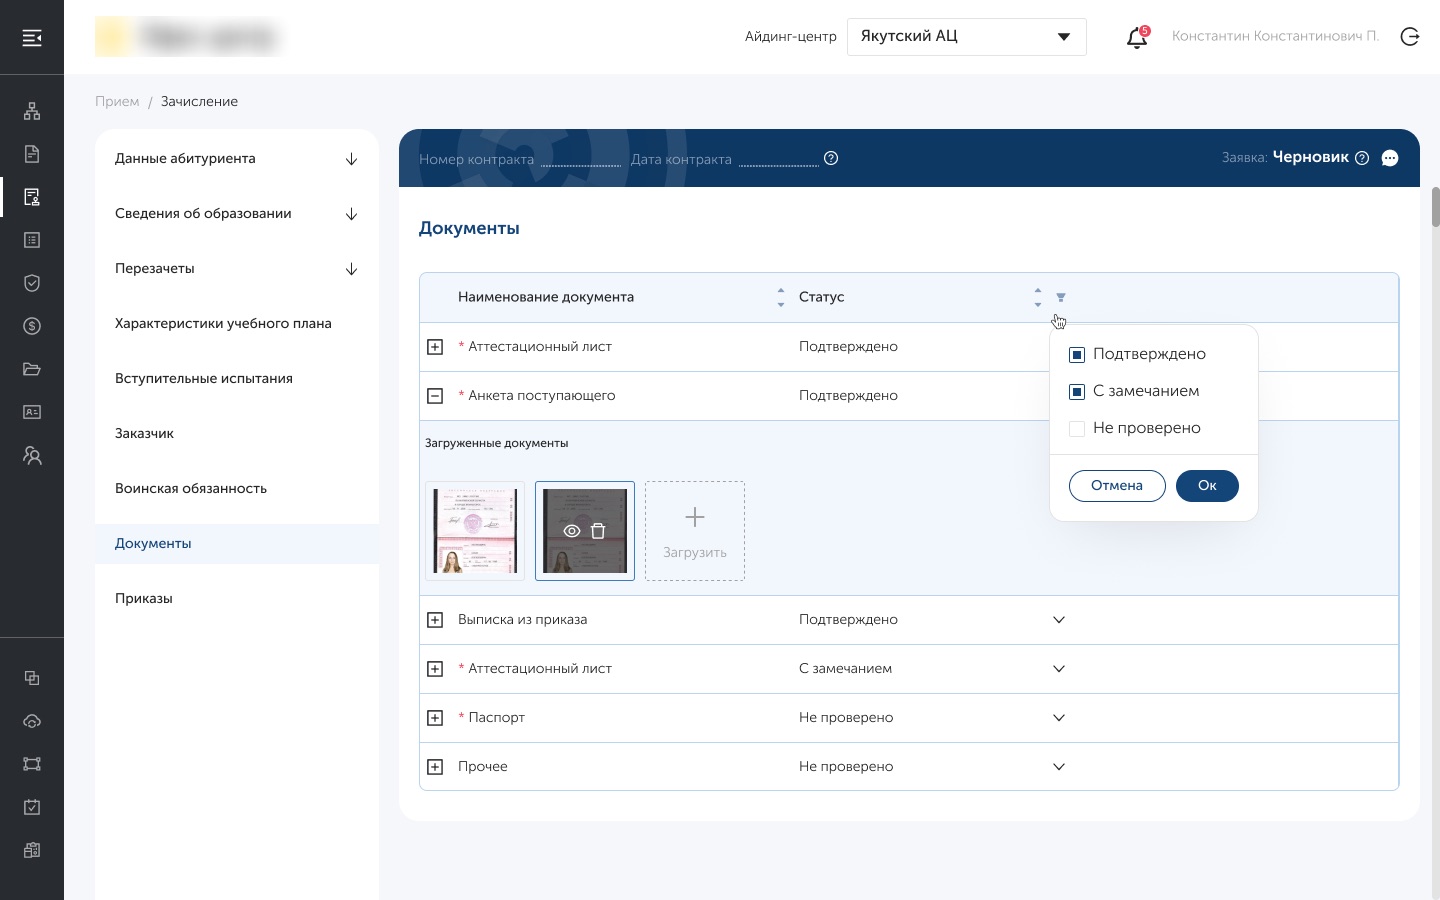 Айдинг-центр
Якутский АЦ
5
Константин Константинович П.
Прием / Зачисление
Данные абитуриента
Сведения об образовании
Перезачеты
Характеристики учебного плана
Вступительные испытания
Заказчик
Воинская обязанность
Документы
Приказы
Номер контракта
Дата контракта
Заявка: Черновик
Документы
Наименование документа
Статус
* Аттестационный лист
Подтверждено
* Анкета поступающего
Подтверждено
Подтверждено
С замечанием
Не проверено
Отмена
Ок
Загруженные документы
Загрузить
Выписка из приказа
Подтверждено
* Аттестационный лист
С замечанием
* Паспорт
Не проверено
Прочее
Не проверено